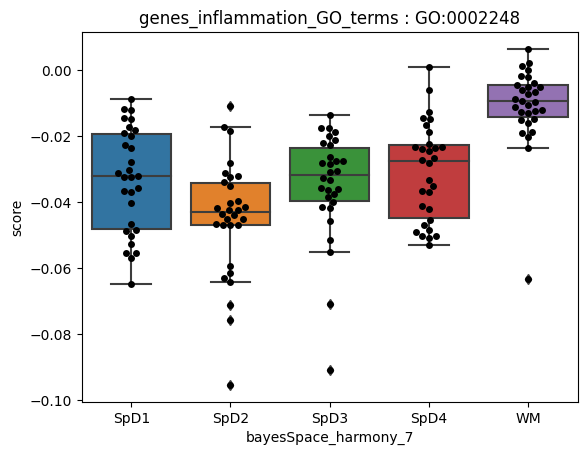 genes_inflammation_GO_terms : GO:0002248
score
0.00
−0.02
−0.04
−0.06
−0.08
−0.10
SpD1 SpD2 SpD3 SpD4 WM
bayesSpace_harmony_7